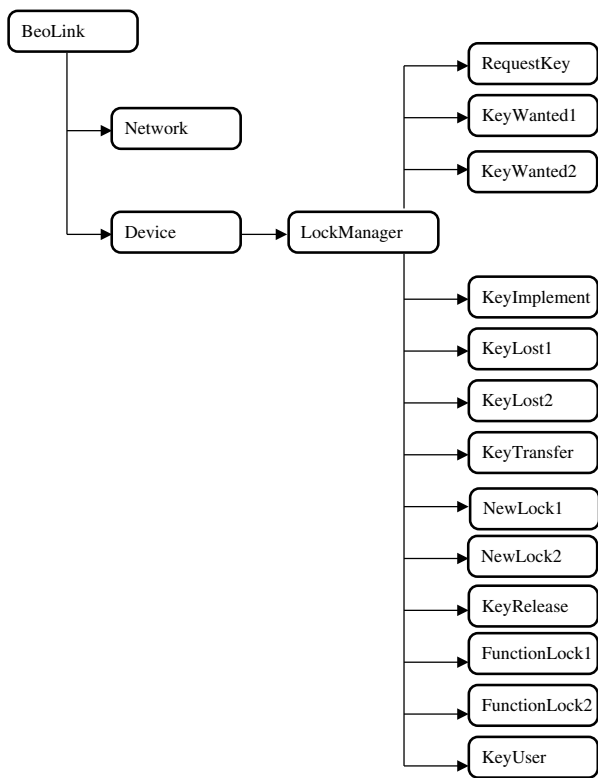 BeoLink
Network
Device
LockManager
RequestKey
KeyWanted1
KeyWanted2
KeyImplement
KeyLost1
KeyLost2
KeyTransfer
NewLock1
NewLock2
KeyRelease
FunctionLock1
FunctionLock2
KeyUser